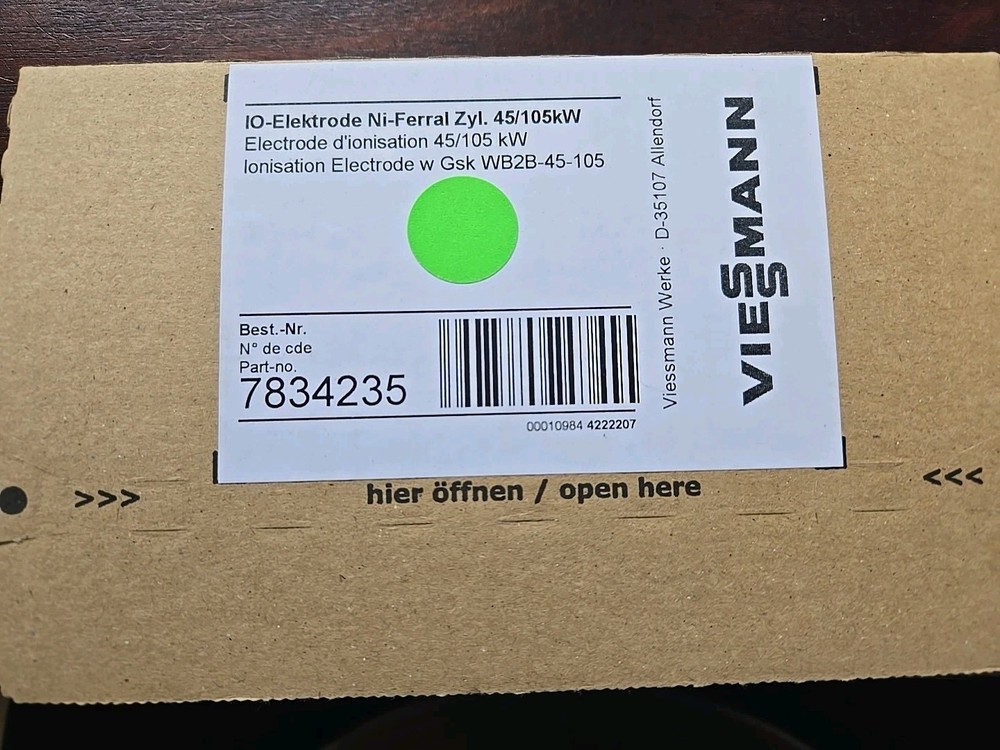 IO-Elektrode Ni-Ferral Zyl. 45/105kW
Electrode d'ionisation 45/105 kW
Ionisation Electrode w Gsk WB2B-45-105
Best.-Nr.
N° de cde
Part-no.
7834235
00010984 4222207
Viessmann Werke · D-35107 Allendorf
VIESSMANN
>>> hier öffnen / open here <<<